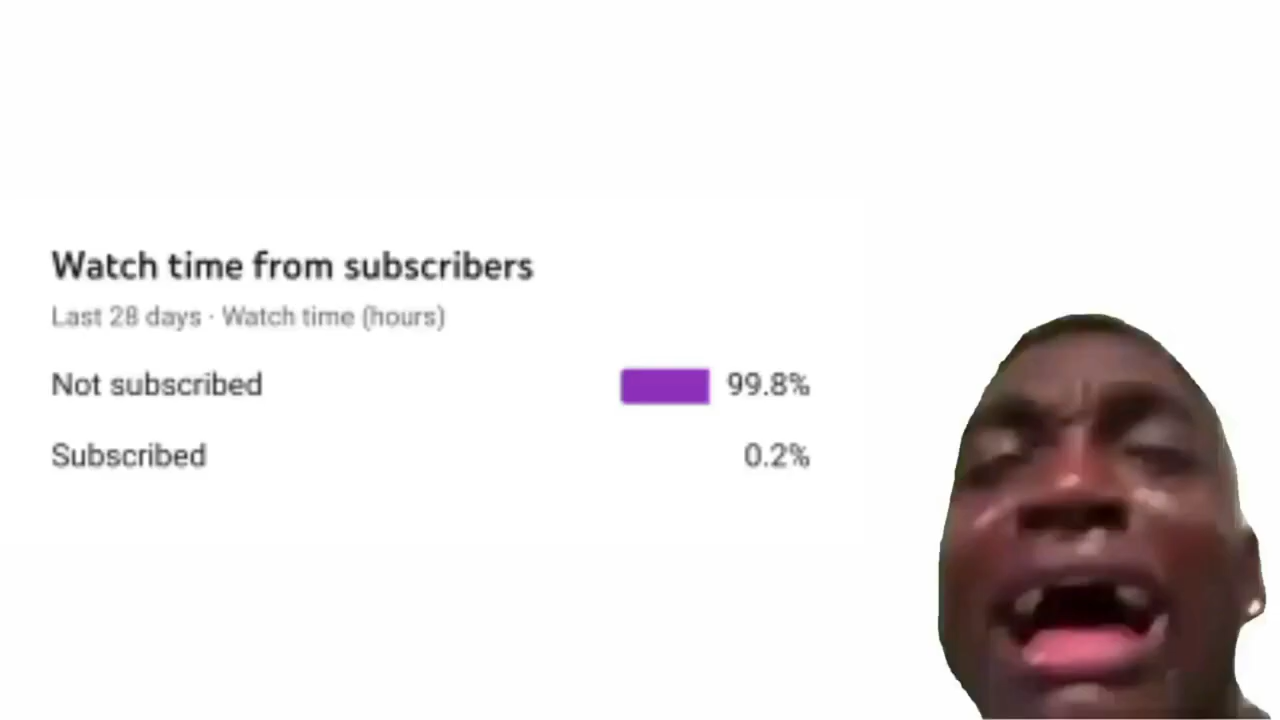 Watch time from subscribers
Last 28 days · Watch time (hours)
Not subscribed 99.8%
Subscribed 0.2%